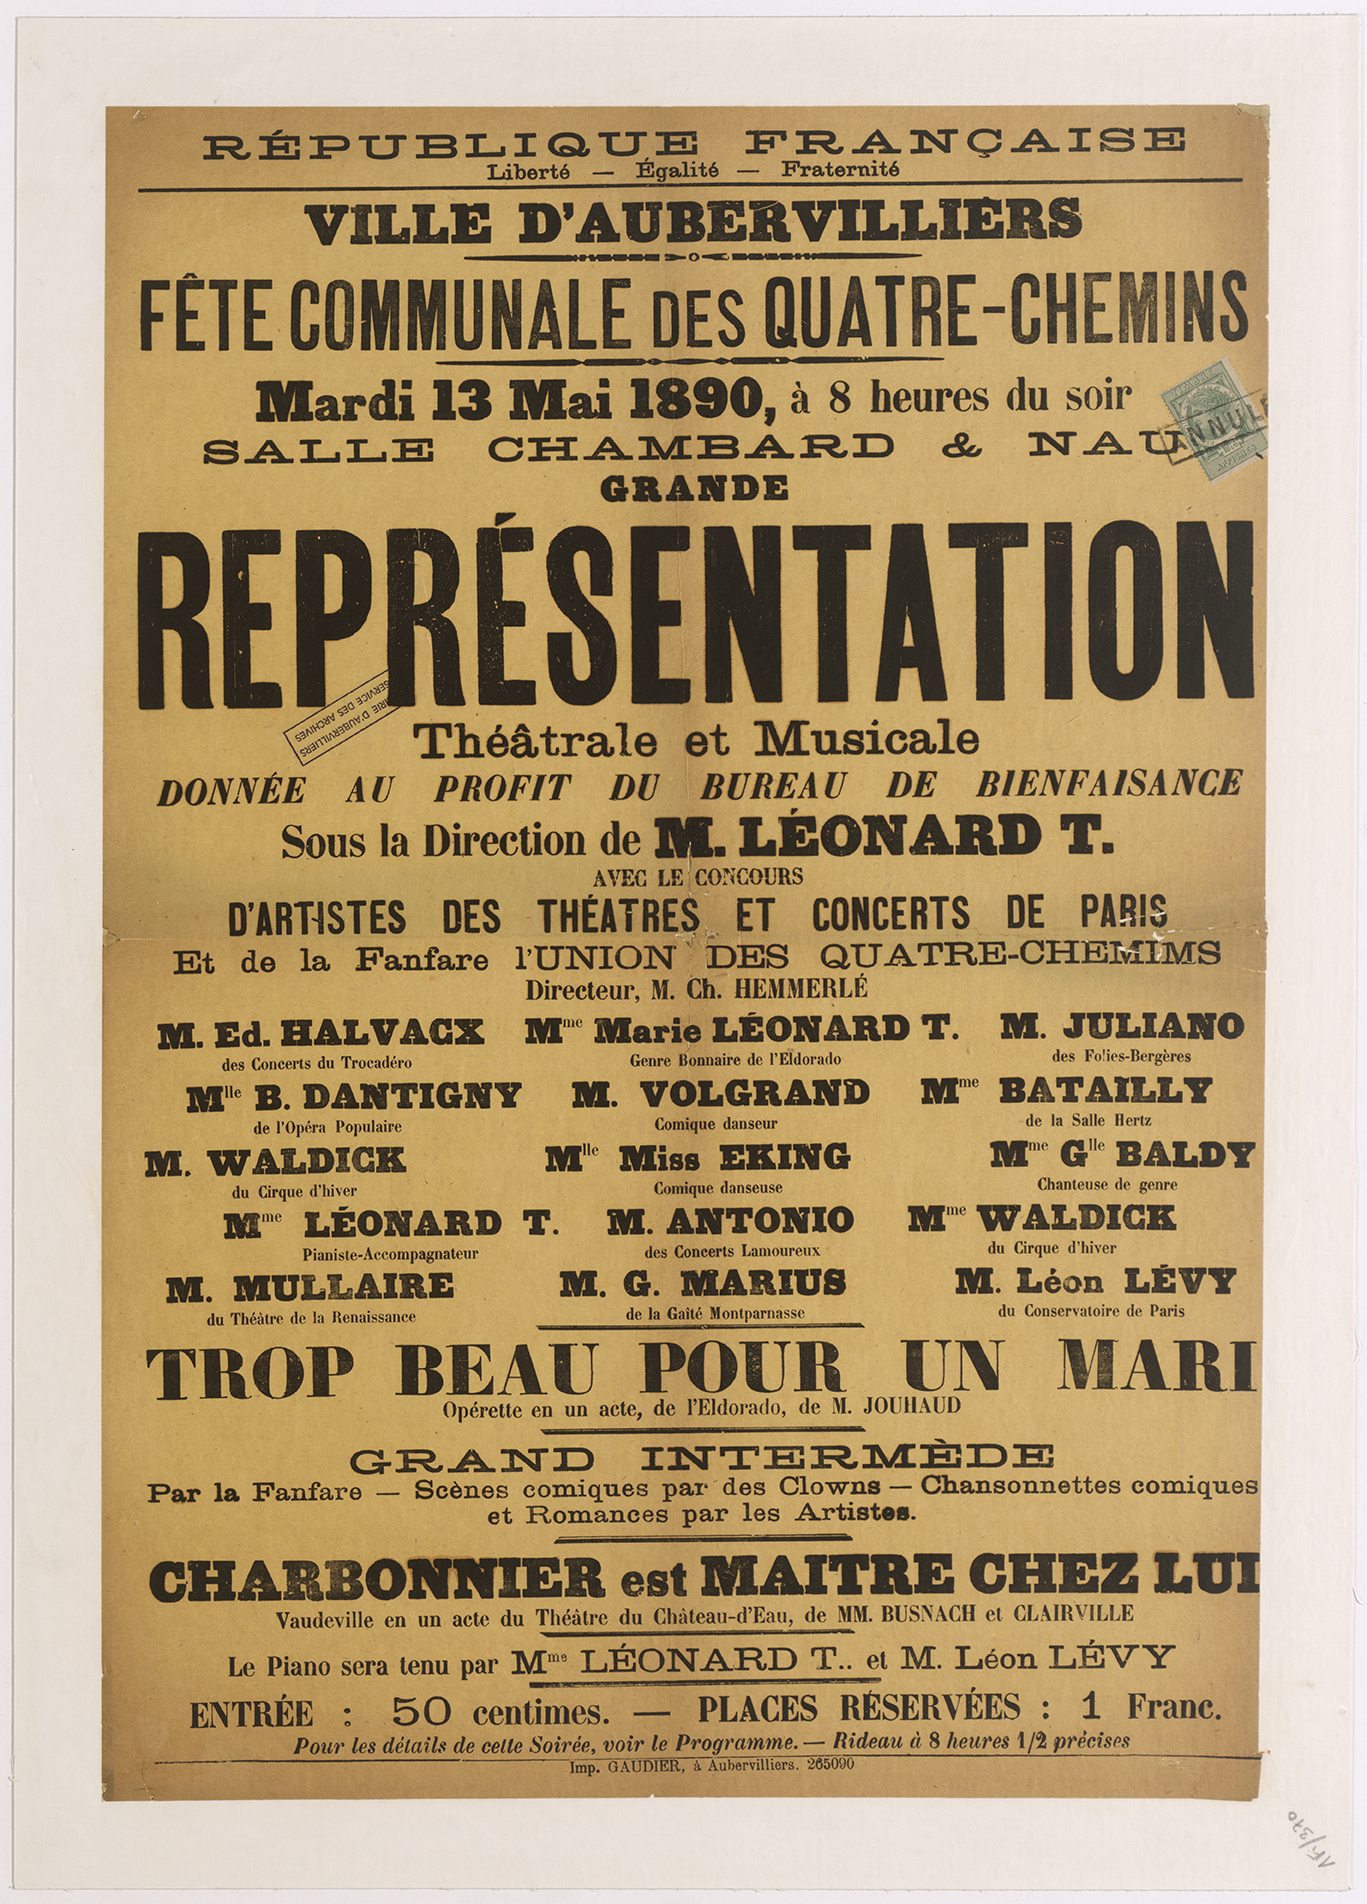 RÉPUBLIQUE FRANÇAISE
Liberté — Égalité — Fraternité
VILLE D'AUBERVILLIERS
FÊTE COMMUNALE DES QUATRE-CHEMINS
Mardi 13 Mai 1890, à 8 heures du soir
SALLE CHAMBARD & NAU
ANNULÉ
GRANDE
REPRÉSENTATION
MAIRIE D'AUBERVILLIERS
SERVICE DES ARCHIVES
Théâtrale et Musicale
DONNÉE AU PROFIT DU BUREAU DE BIENFAISANCE
Sous la Direction de M. LÉONARD T.
AVEC LE CONCOURS
D'ARTISTES DES THÉATRES ET CONCERTS DE PARIS
Et de la Fanfare l'UNION DES QUATRE-CHEMIMS
Directeur, M. Ch. HEMMERLÉ
M. Ed. HALVACX Mme Marie LÉONARD T. M. JULIANO
des Concerts du Trocadéro Genre Bonnaire de l'Eldorado des Folies-Bergères
Mlle B. DANTIGNY M. VOLGRAND Mme BATAILLY
de l'Opéra Populaire Comique danseur de la Salle Hertz
M. WALDICK Mlle Miss EKING Mme Glle BALDY
du Cirque d'hiver Comique danseuse Chanteuse de genre
Mme LÉONARD T. M. ANTONIO Mme WALDICK
Pianiste-Accompagnateur des Concerts Lamoureux du Cirque d'hiver
M. MULLAIRE M. G. MARIUS M. Léon LÉVY
du Théâtre de la Renaissance de la Gaîté Montparnasse du Conservatoire de Paris
TROP BEAU POUR UN MARI
Opérette en un acte, de l'Eldorado, de M. JOUHAUD
GRAND INTERMÈDE
Par la Fanfare — Scènes comiques par des Clowns — Chansonnettes comiques
et Romances par les Artistes.
CHARBONNIER est MAITRE CHEZ LUI
Vaudeville en un acte du Théâtre du Château-d'Eau, de MM. BUSNACH et CLAIRVILLE
Le Piano sera tenu par Mme LÉONARD T.. et M. Léon LÉVY
ENTRÉE : 50 centimes. — PLACES RÉSERVÉES : 1 Franc.
Pour les détails de cette Soirée, voir le Programme. — Rideau à 8 heures 1/2 précises
Imp. GAUDIER, à Aubervilliers. 265090
1Fi/370